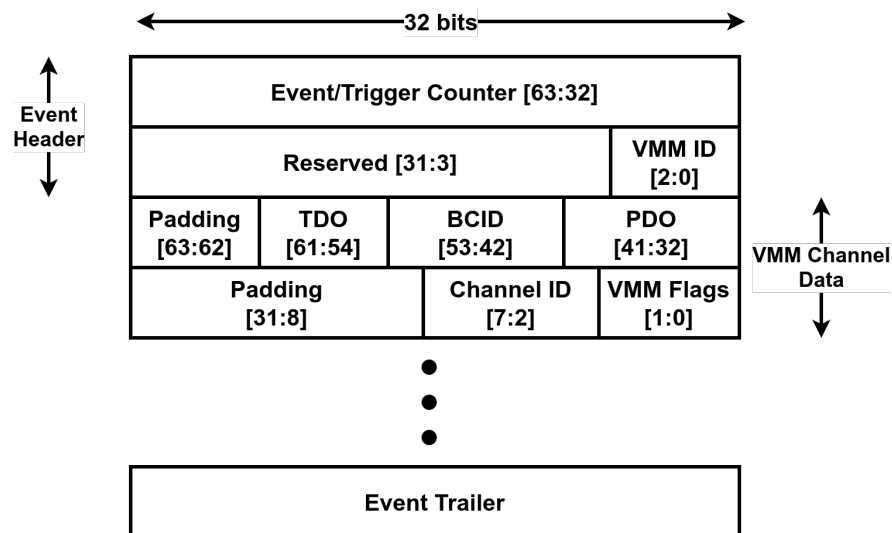 32 bits
Event
Header
Event/Trigger Counter [63:32]
Reserved [31:3]
VMM ID
[2:0]
Padding
[63:62]
TDO
[61:54]
BCID
[53:42]
PDO
[41:32]
VMM Channel
Data
Padding
[31:8]
Channel ID
[7:2]
VMM Flags
[1:0]
Event Trailer